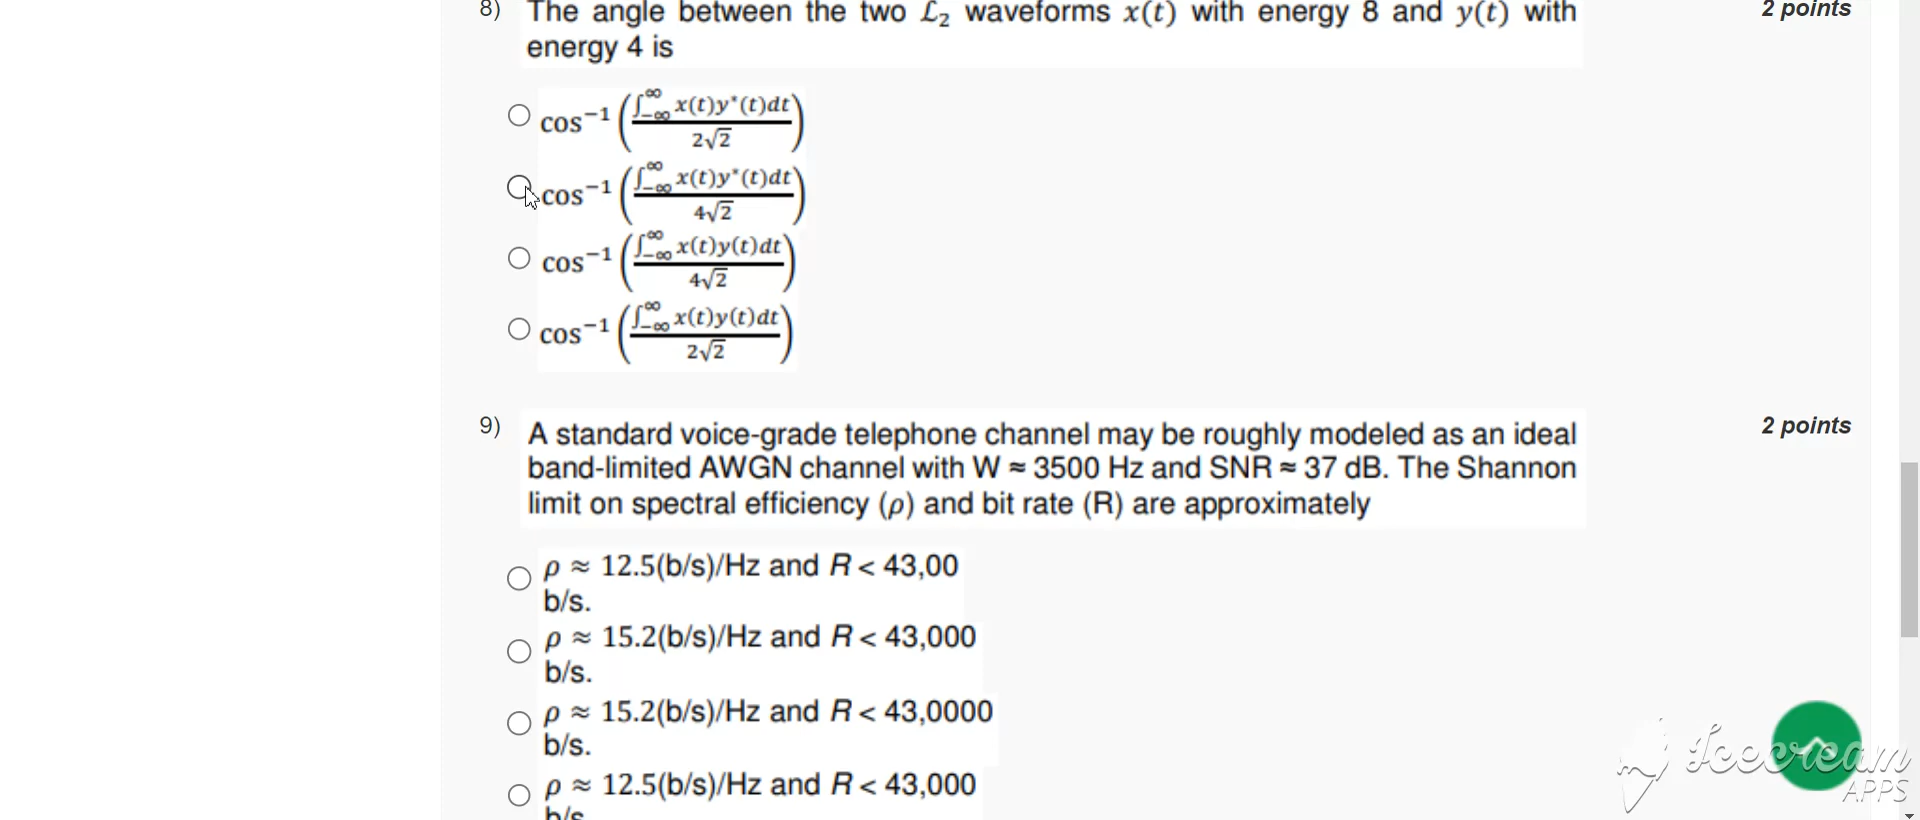 8) The angle between the two ℒ₂ waveforms x(t) with energy 8 and y(t) with 2 points
energy 4 is
cos⁻¹ (∫₋∞^∞ x(t)y*(t)dt / 2√2)
cos⁻¹ (∫₋∞^∞ x(t)y*(t)dt / 4√2)
cos⁻¹ (∫₋∞^∞ x(t)y(t)dt / 4√2)
cos⁻¹ (∫₋∞^∞ x(t)y(t)dt / 2√2)
9) A standard voice-grade telephone channel may be roughly modeled as an ideal 2 points
band-limited AWGN channel with W ≈ 3500 Hz and SNR ≈ 37 dB. The Shannon
limit on spectral efficiency (ρ) and bit rate (R) are approximately
ρ ≈ 12.5(b/s)/Hz and R < 43,00
b/s.
ρ ≈ 15.2(b/s)/Hz and R < 43,000
b/s.
ρ ≈ 15.2(b/s)/Hz and R < 43,0000
b/s.
ρ ≈ 12.5(b/s)/Hz and R < 43,000
b/s
Icecream
APPS